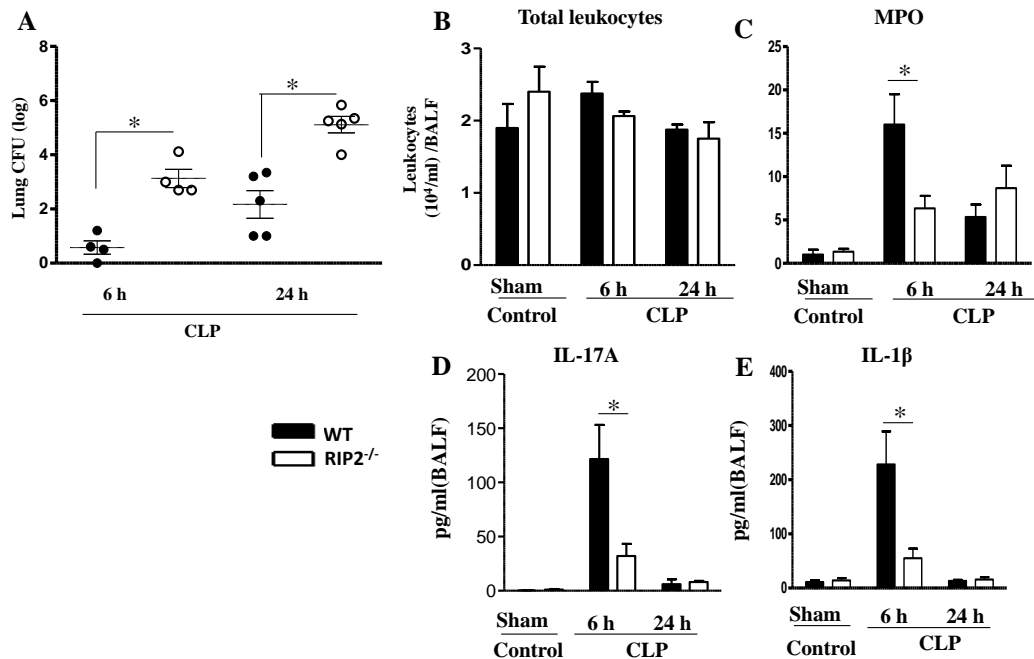 A
Lung CFU (log)
8
6
4
2
0
*
*
6 h
24 h
CLP
B
Total leukocytes
Leukocytes
(10⁴/ml) /BALF
3
2
1
0
Sham
6 h
24 h
Control
CLP
C
MPO
25
20
15
10
5
0
*
Sham
6 h
24 h
Control
CLP
WT
RIP2⁻/⁻
D
IL-17A
pg/ml(BALF)
200
150
100
50
0
*
Sham
6 h
24 h
Control
CLP
E
IL-1β
pg/ml(BALF)
400
300
200
100
0
*
Sham
6 h
24 h
Control
CLP